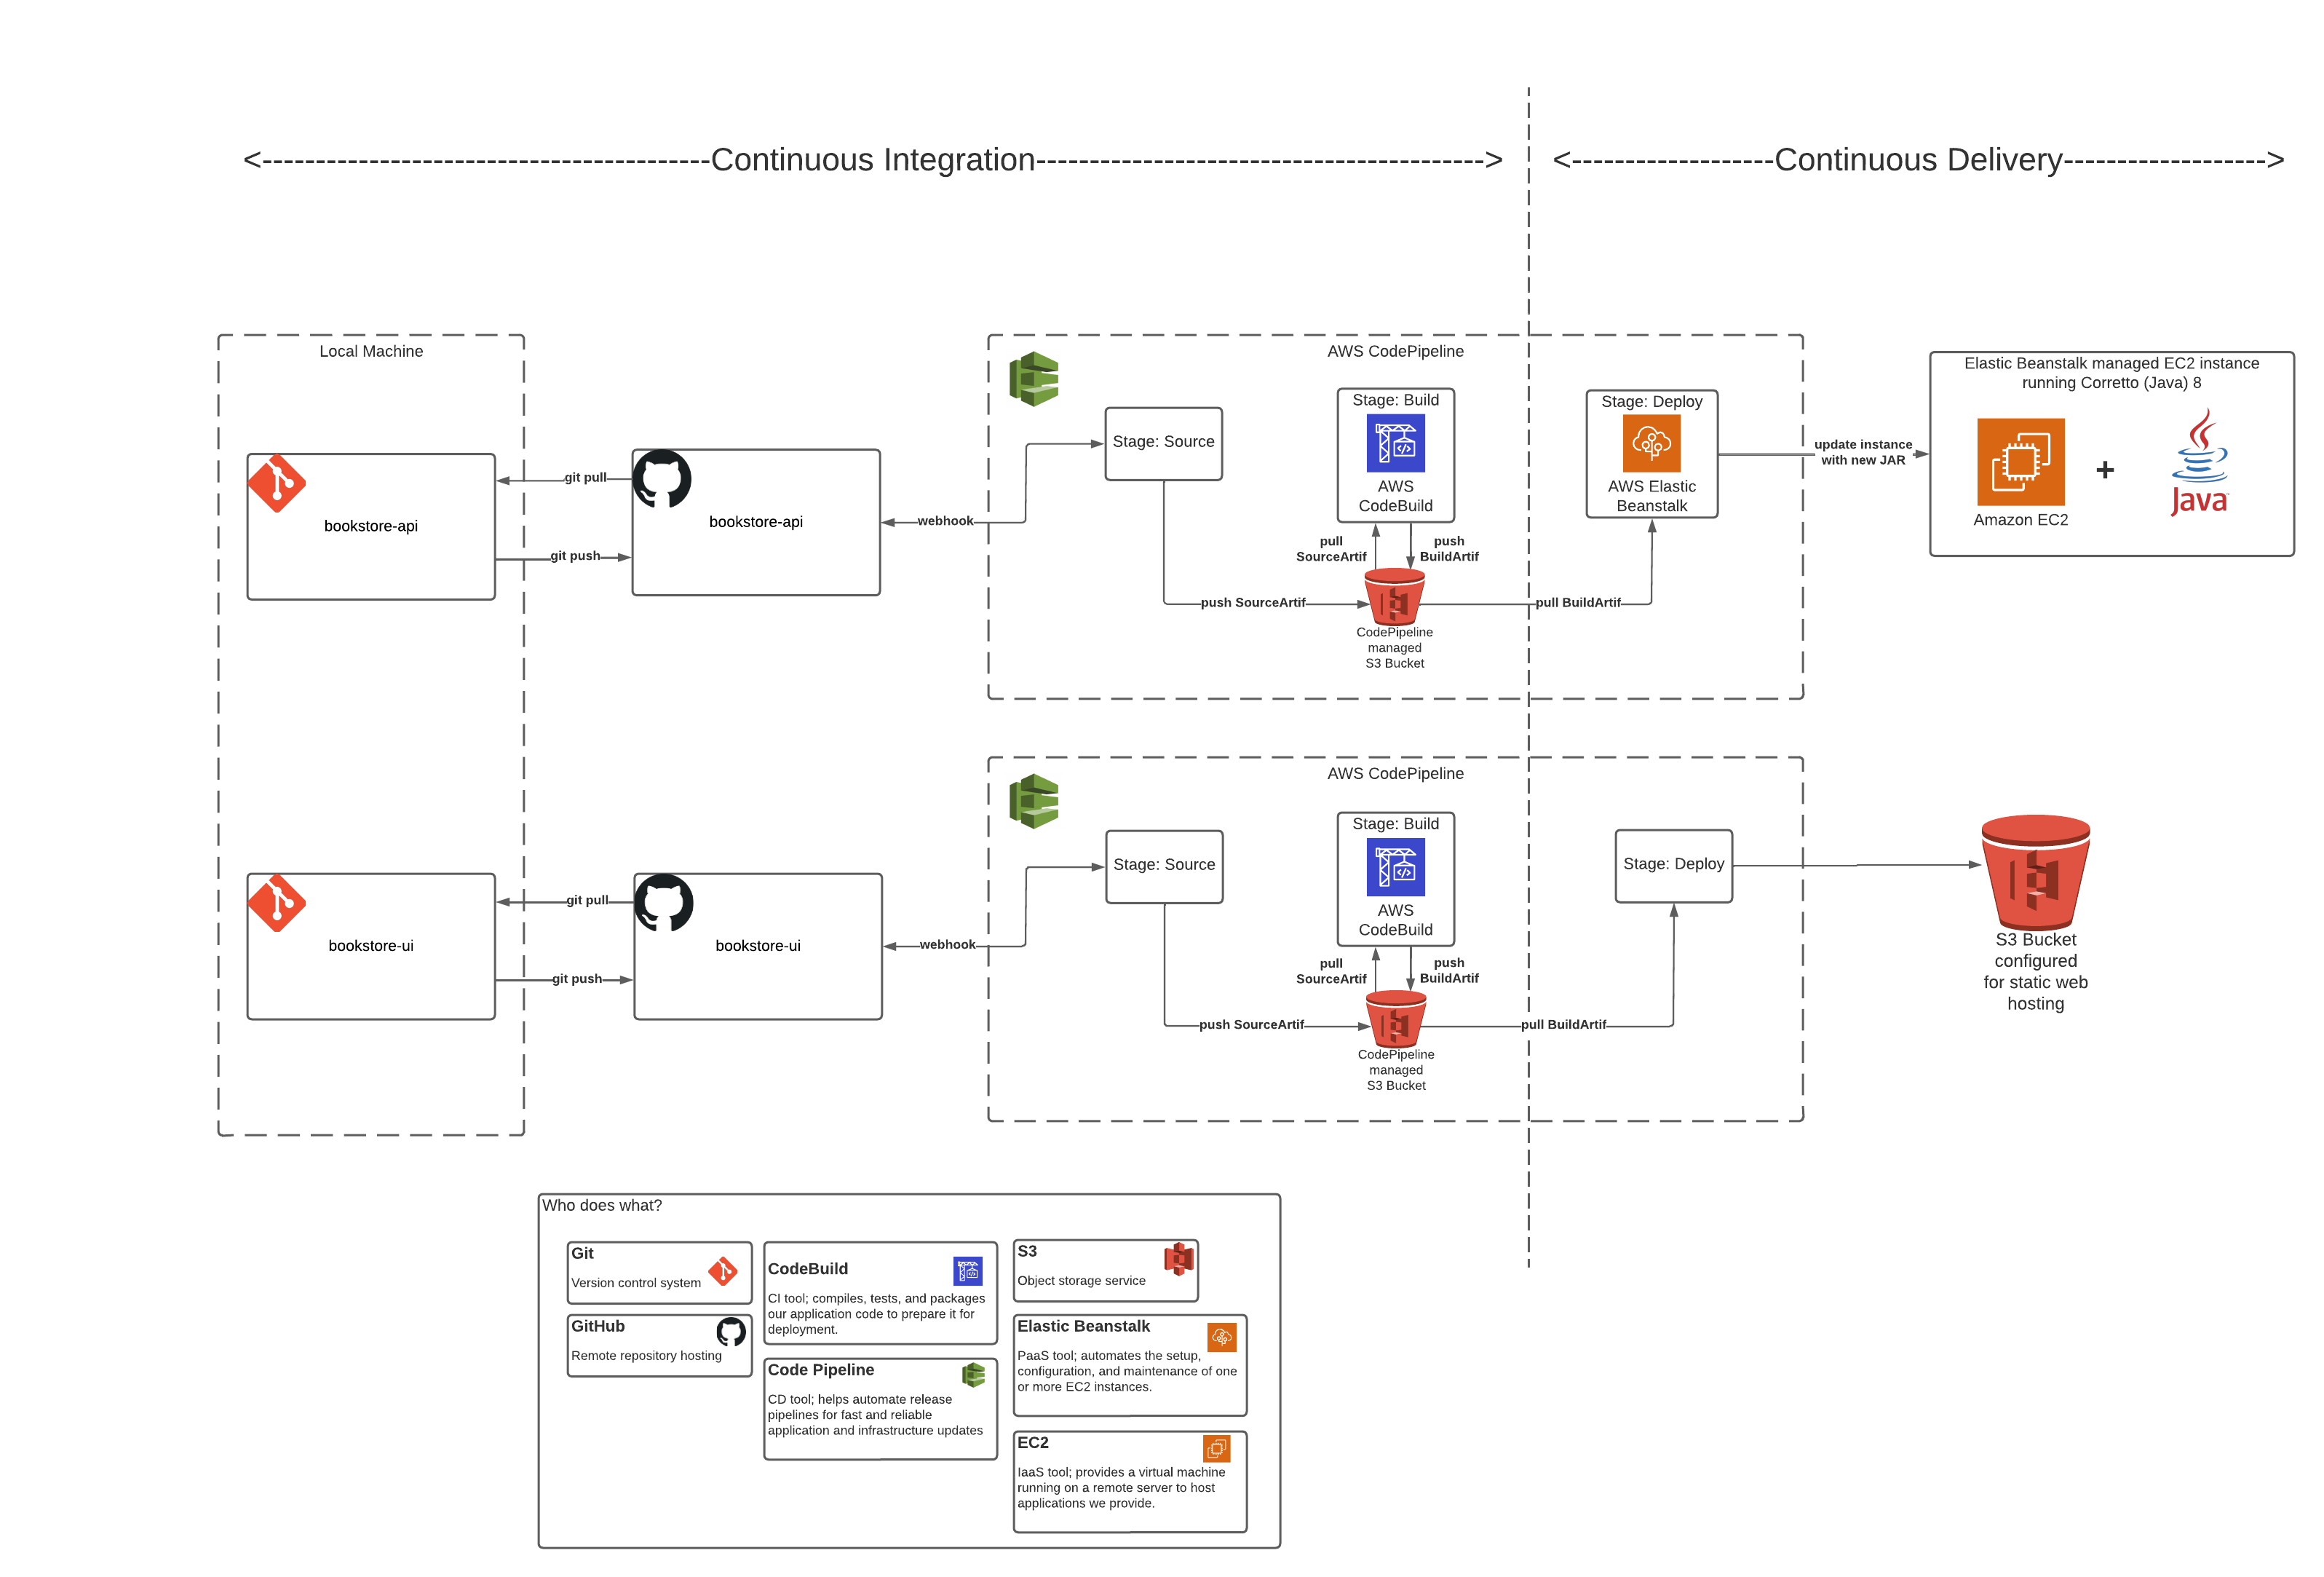 <------------------------------------------Continuous Integration------------------------------------------>
<-------------------Continuous Delivery------------------->
Local Machine
bookstore-api
git pull
git push
bookstore-api
webhook
AWS CodePipeline
Stage: Source
Stage: Build
AWS
CodeBuild
pull
SourceArtif
push
BuildArtif
push SourceArtif
CodePipeline
managed
S3 Bucket
pull BuildArtif
Stage: Deploy
AWS Elastic
Beanstalk
update instance
with new JAR
Elastic Beanstalk managed EC2 instance
running Corretto (Java) 8
Amazon EC2
+
Java
bookstore-ui
git pull
git push
bookstore-ui
webhook
AWS CodePipeline
Stage: Source
Stage: Build
AWS
CodeBuild
pull
SourceArtif
push
BuildArtif
push SourceArtif
CodePipeline
managed
S3 Bucket
pull BuildArtif
Stage: Deploy
S3 Bucket
configured
for static web
hosting
Who does what?
Git
Version control system
GitHub
Remote repository hosting
CodeBuild
CI tool; compiles, tests, and packages
our application code to prepare it for
deployment.
Code Pipeline
CD tool; helps automate release
pipelines for fast and reliable
application and infrastructure updates
S3
Object storage service
Elastic Beanstalk
PaaS tool; automates the setup,
configuration, and maintenance of one
or more EC2 instances.
EC2
IaaS tool; provides a virtual machine
running on a remote server to host
applications we provide.